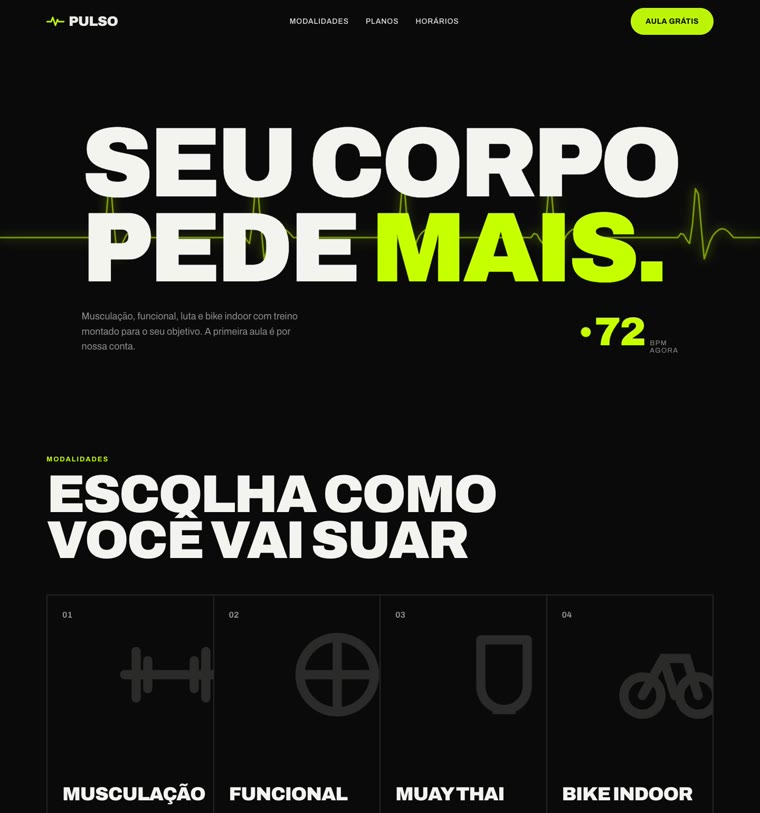 PULSO
MODALIDADES
PLANOS
HORÁRIOS
AULA GRÁTIS
SEU CORPO
PEDE MAIS.
Musculação, funcional, luta e bike indoor com treino
montado para o seu objetivo. A primeira aula é por
nossa conta.
72
BPM
AGORA
MODALIDADES
ESCOLHA COMO
VOCÊ VAI SUAR
01
02
03
04
MUSCULAÇÃO
FUNCIONAL
MUAY THAI
BIKE INDOOR